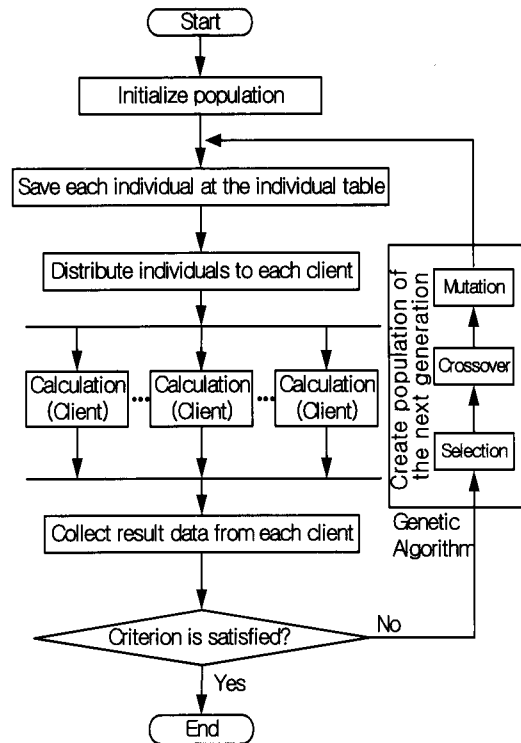 Start
Initialize population
Save each individual at the individual table
Distribute individuals to each client
Calculation
(Client)
...
Calculation
(Client)
...
Calculation
(Client)
Collect result data from each client
Criterion is satisfied?
No
Yes
End
Create population of
the next generation
Mutation
Crossover
Selection
Genetic
Algorithm